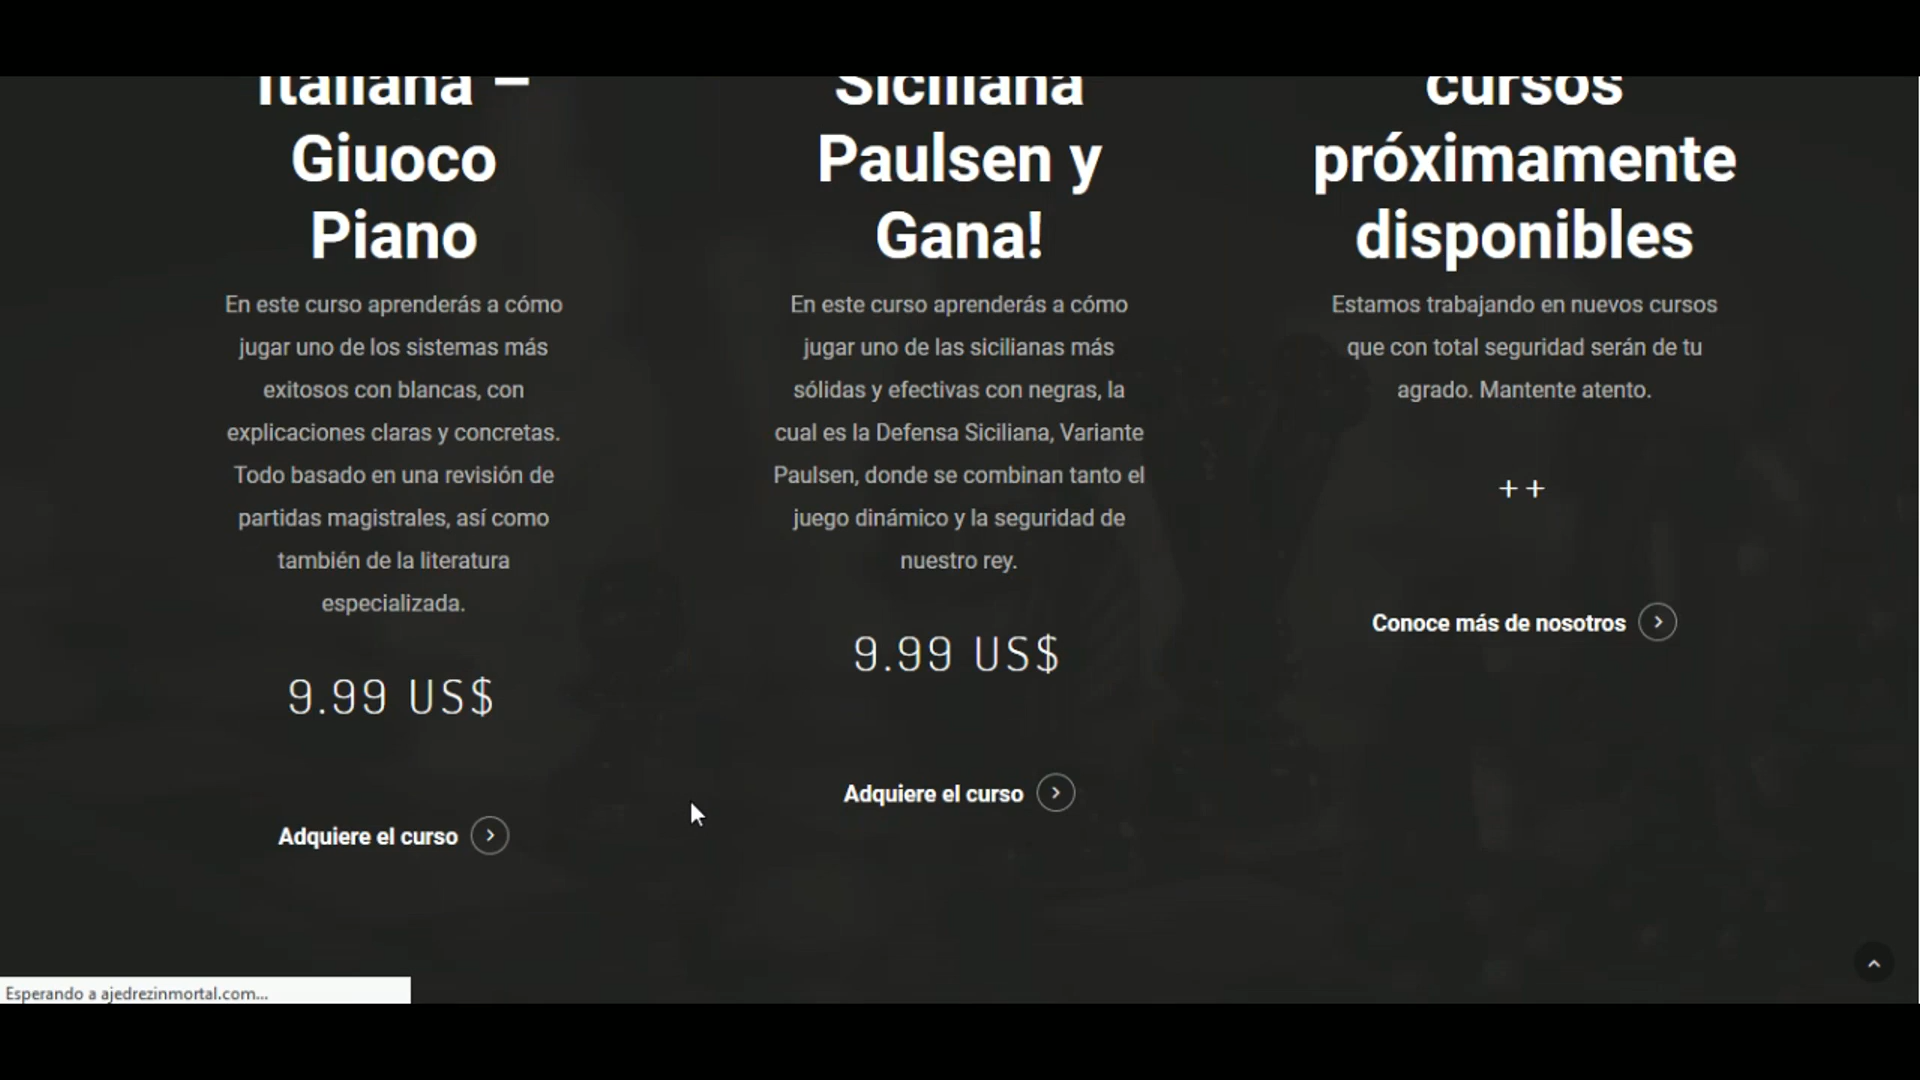 Italiana –
Giuoco
Piano
En este curso aprenderás a cómo
jugar uno de los sistemas más
exitosos con blancas, con
explicaciones claras y concretas.
Todo basado en una revisión de
partidas magistrales, así como
también de la literatura
especializada.
9.99 US$
Adquiere el curso
Siciliana
Paulsen y
Gana!
En este curso aprenderás a cómo
jugar uno de las sicilianas más
sólidas y efectivas con negras, la
cual es la Defensa Siciliana, Variante
Paulsen, donde se combinan tanto el
juego dinámico y la seguridad de
nuestro rey.
9.99 US$
Adquiere el curso
cursos
próximamente
disponibles
Estamos trabajando en nuevos cursos
que con total seguridad serán de tu
agrado. Mantente atento.
++
Conoce más de nosotros
Esperando a ajedrezinmortal.com...